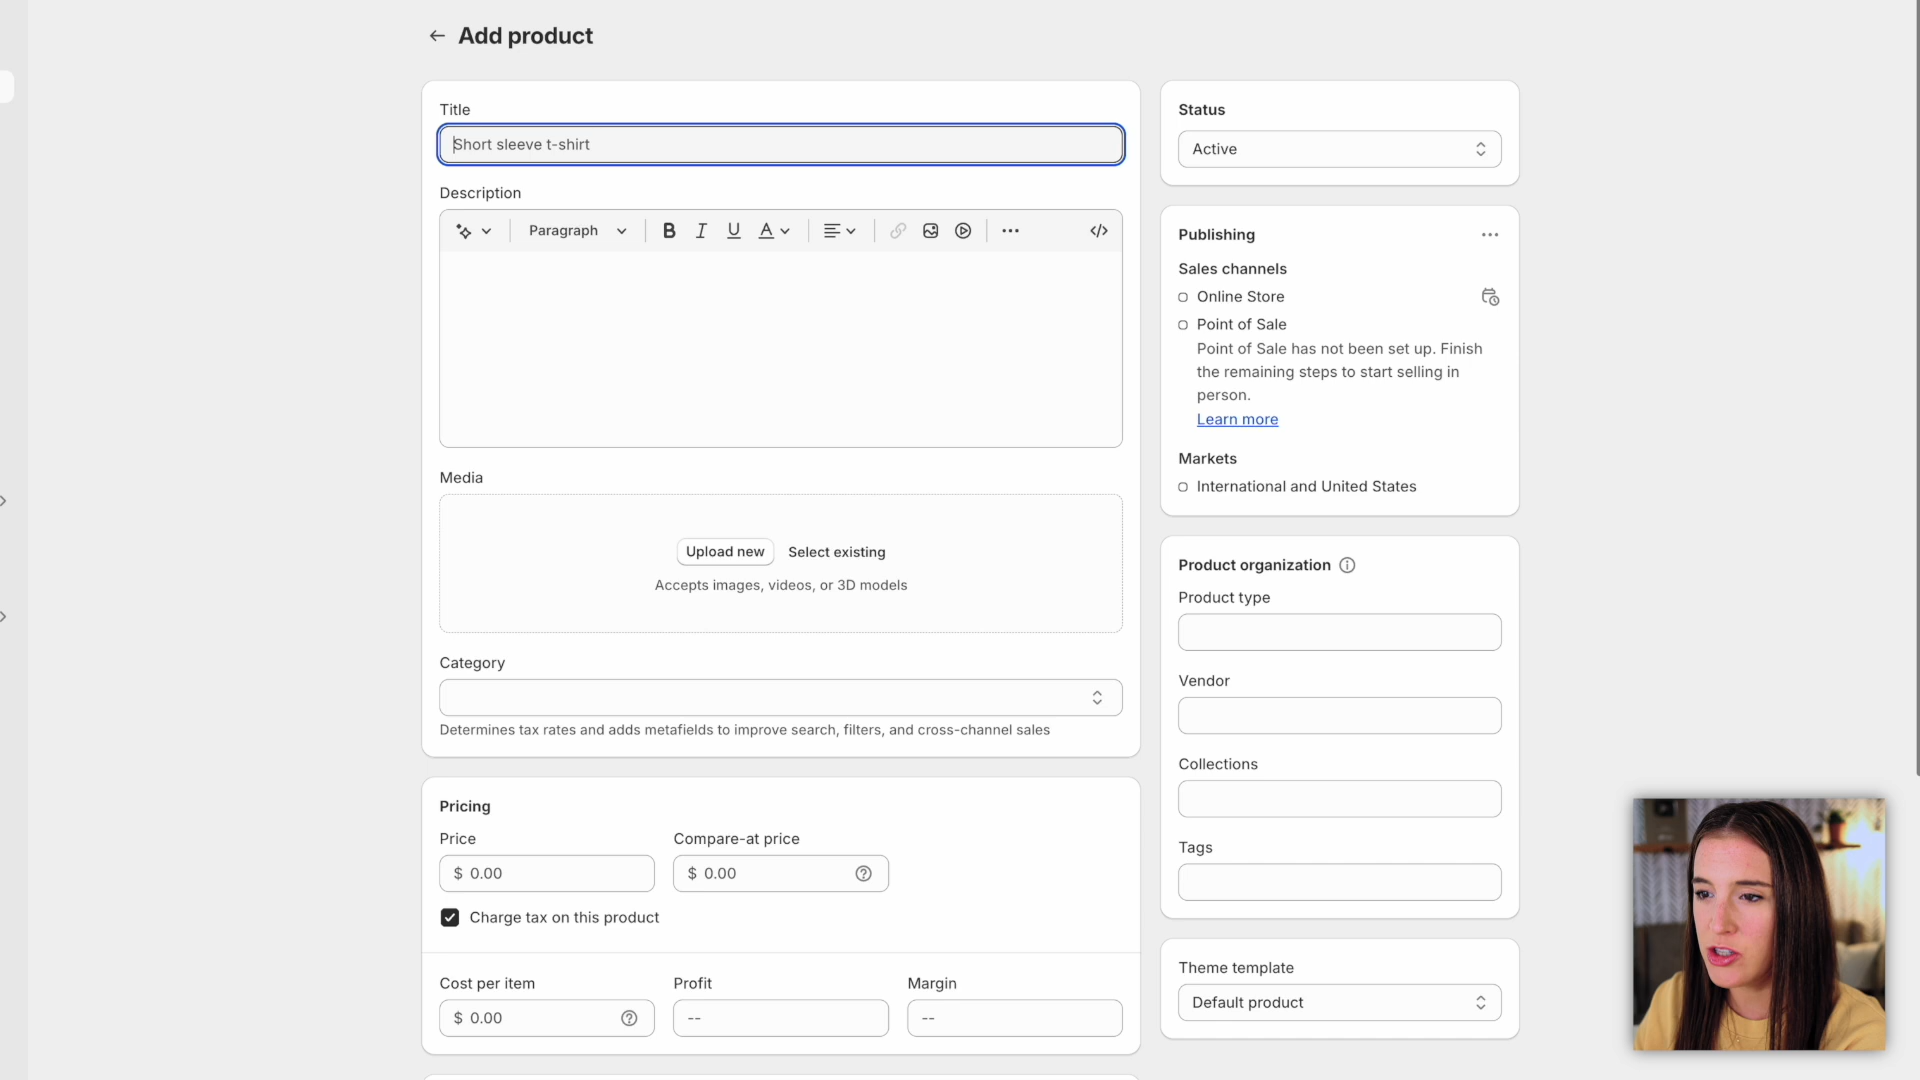 Add product
Title
Short sleeve t-shirt
Description
Paragraph
B I U A
Media
Upload new Select existing
Accepts images, videos, or 3D models
Category
Determines tax rates and adds metafields to improve search, filters, and cross-channel sales
Pricing
Price Compare-at price
$ 0.00 $ 0.00
Charge tax on this product
Cost per item Profit Margin
$ 0.00 -- --
Status
Active
Publishing
Sales channels
Online Store
Point of Sale
Point of Sale has not been set up. Finish
the remaining steps to start selling in
person.
Learn more
Markets
International and United States
Product organization
Product type
Vendor
Collections
Tags
Theme template
Default product